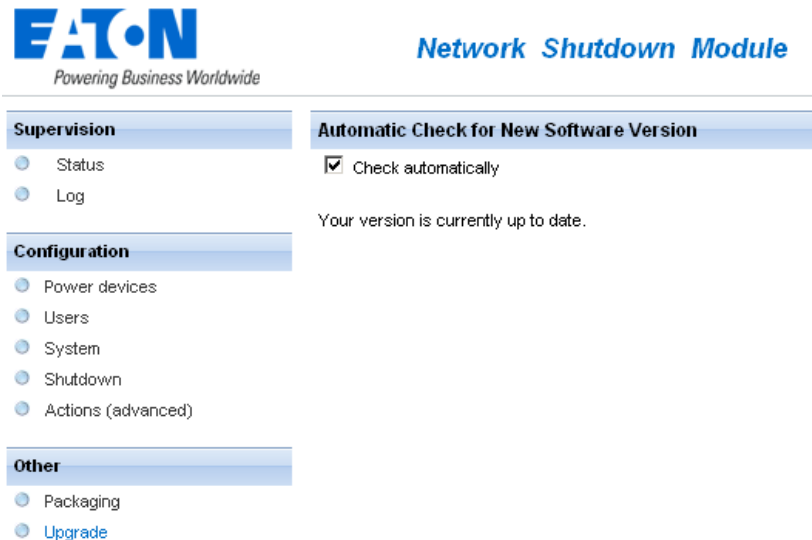 EATON
Powering Business Worldwide
Network Shutdown Module
Supervision
Status
Log
Configuration
Power devices
Users
System
Shutdown
Actions (advanced)
Other
Packaging
Upgrade
Automatic Check for New Software Version
Check automatically
Your version is currently up to date.